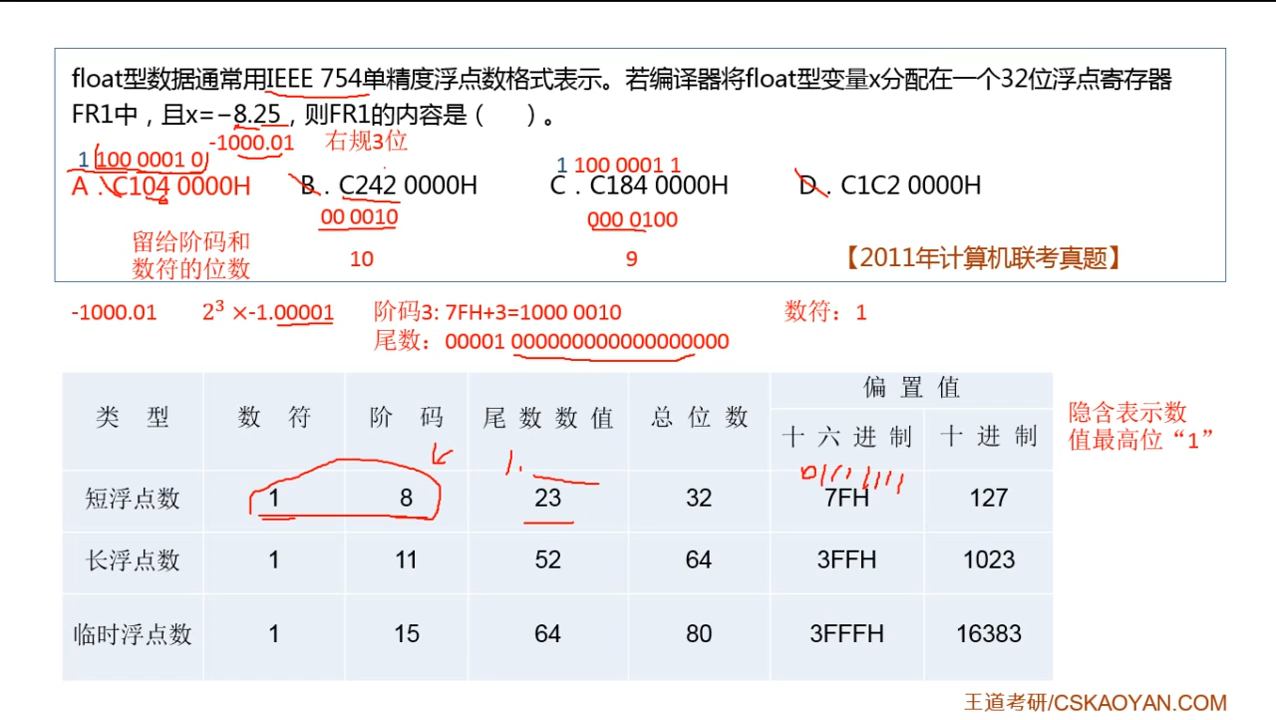 float型数据通常用IEEE 754单精度浮点数格式表示。若编译器将float型变量x分配在一个32位浮点寄存器
FR1中，且x=−8.25，则FR1的内容是（ ）。
-1000.01 右规3位
1 100 0001 0 1 100 0001 1
A．C104 0000H B．C242 0000H C．C184 0000H D．C1C2 0000H
00 0010 000 0100
留给阶码和
数符的位数 10 9 【2011年计算机联考真题】
-1000.01 2³ ×-1.00001 阶码3: 7FH+3=1000 0010 数符：1
尾数：00001 000000000000000000
类 型 数 符 阶 码 尾数数值 总位数 偏置值
十六进制 十进制
隐含表示数
值最高位“1”
1. 01111111
短浮点数 1 8 23 32 7FH 127
长浮点数 1 11 52 64 3FFH 1023
临时浮点数 1 15 64 80 3FFFH 16383
王道考研/CSKAOYAN.COM